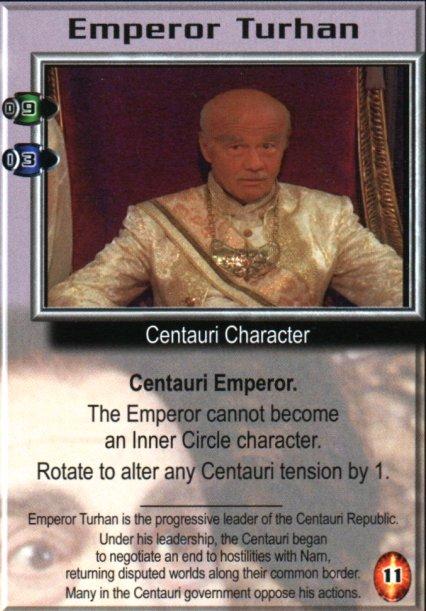 Emperor Turhan
D 9
D 3
Centauri Character
Centauri Emperor.
The Emperor cannot become
an Inner Circle character.
Rotate to alter any Centauri tension by 1.
Emperor Turhan is the progressive leader of the Centauri Republic.
Under his leadership, the Centauri began
to negotiate an end to hostilities with Narn,
returning disputed worlds along their common border.
Many in the Centauri government oppose his actions.
11